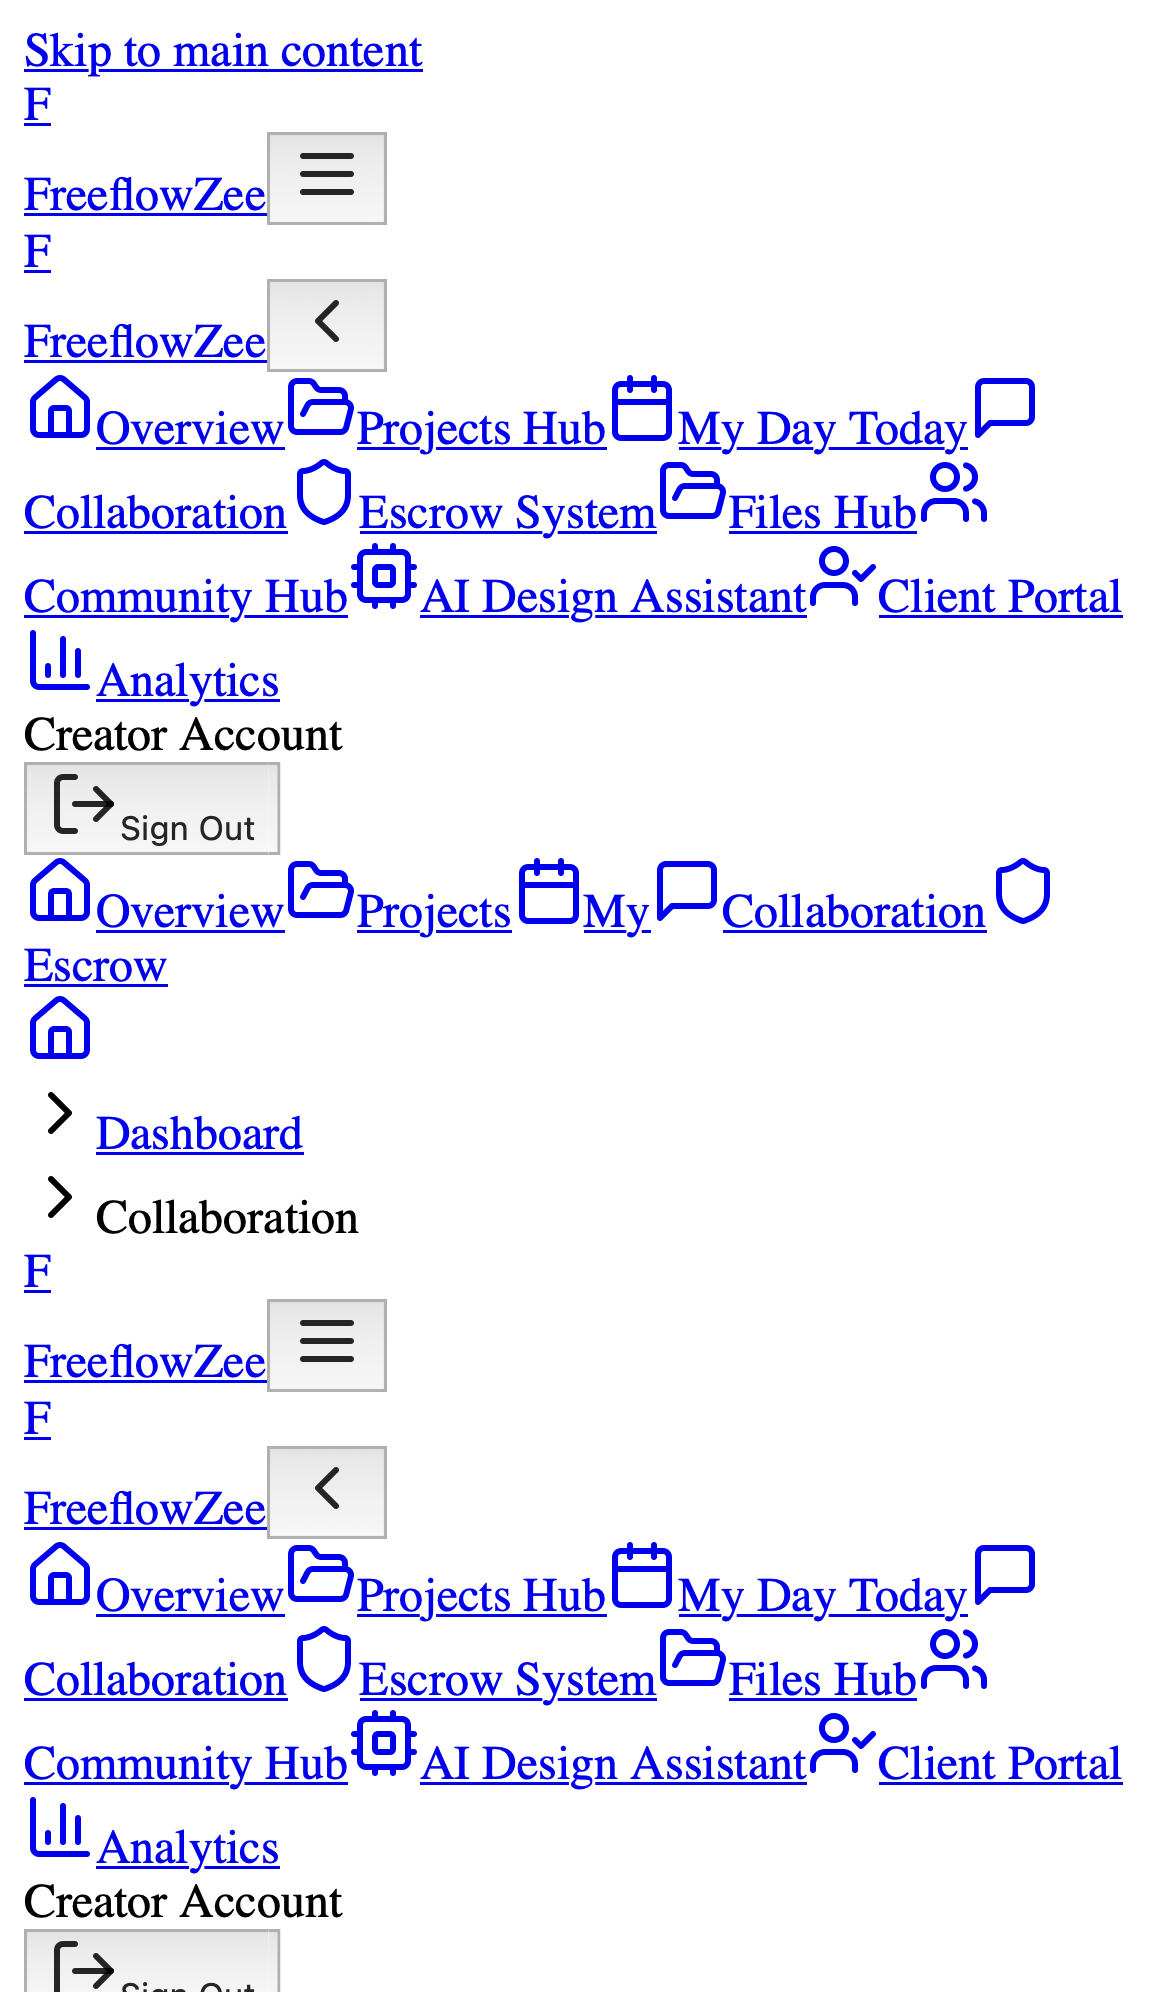 Skip to main content
F
FreeflowZee
F
FreeflowZee
Overview Projects Hub My Day Today
Collaboration Escrow System Files Hub
Community Hub AI Design Assistant Client Portal
Analytics
Creator Account
Sign Out
Overview Projects My Collaboration
Escrow
Dashboard
Collaboration
F
FreeflowZee
F
FreeflowZee
Overview Projects Hub My Day Today
Collaboration Escrow System Files Hub
Community Hub AI Design Assistant Client Portal
Analytics
Creator Account
Sign Out